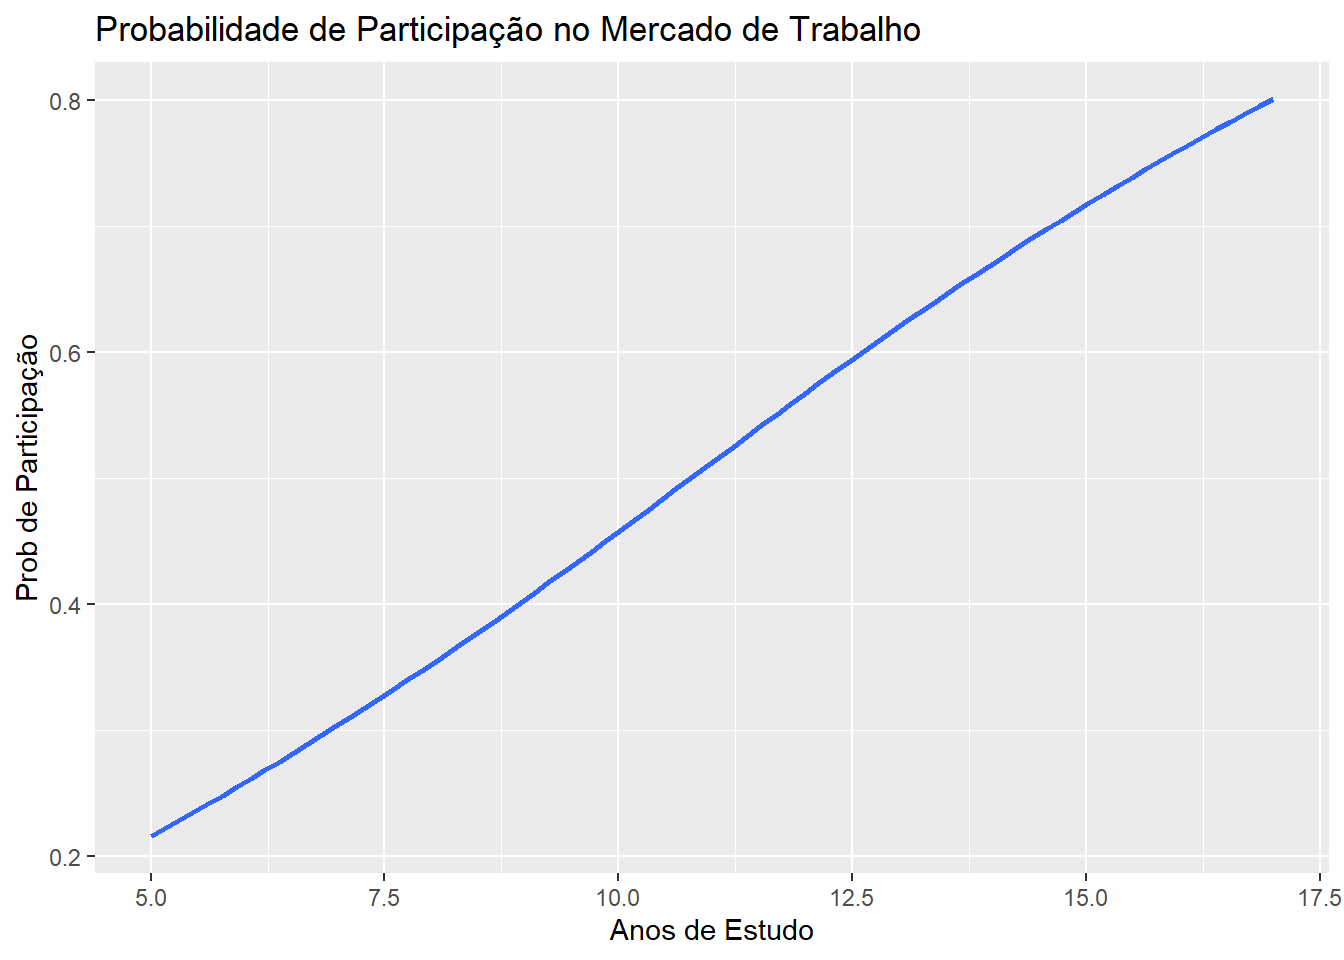 Probabilidade de Participação no Mercado de Trabalho
Prob de Participação
0.8
0.6
0.4
0.2
5.0 7.5 10.0 12.5 15.0 17.5
Anos de Estudo